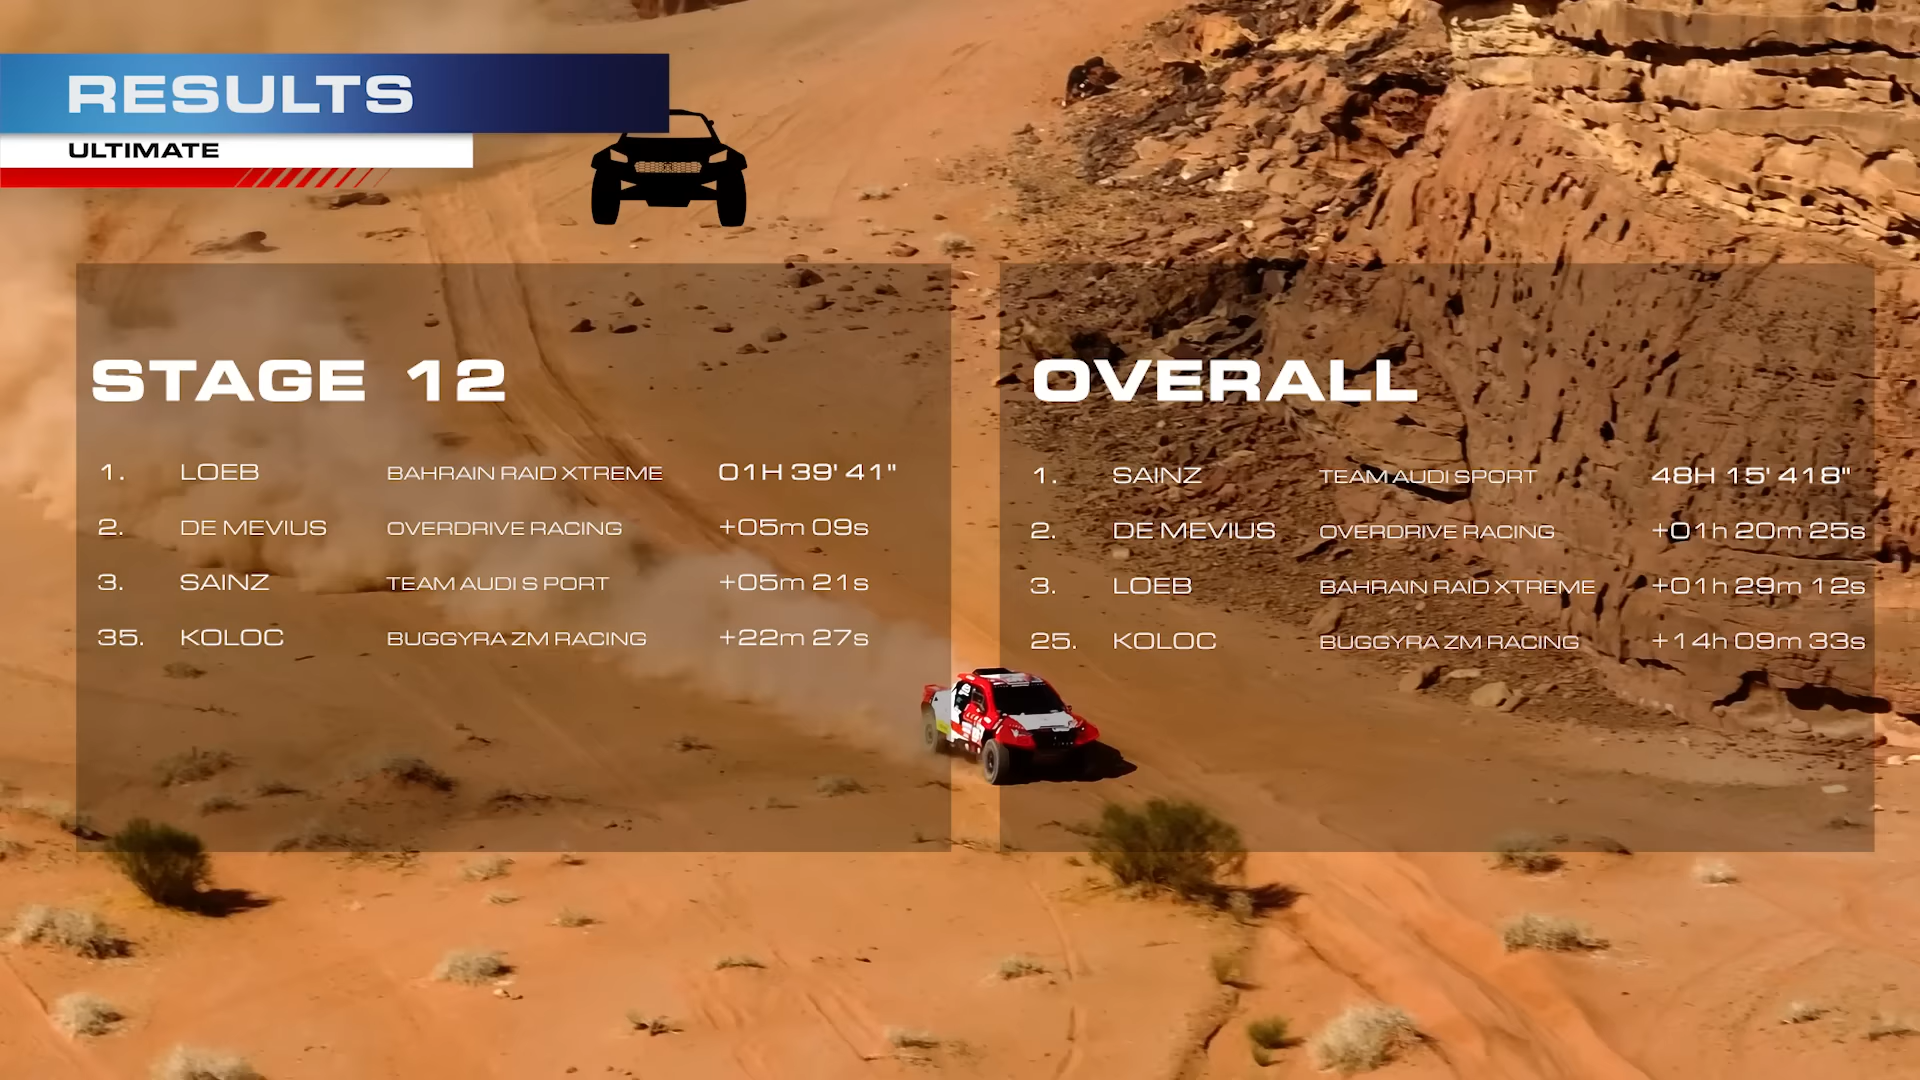 RESULTS
ULTIMATE
STAGE 12
1. LOEB BAHRAIN RAID XTREME 01H 39' 41"
2. DE MEVIUS OVERDRIVE RACING +05m 09s
3. SAINZ TEAM AUDI S PORT +05m 21s
35. KOLOC BUGGYRA ZM RACING +22m 27s
OVERALL
1. SAINZ TEAM AUDI SPORT 48H 15' 418"
2. DE MEVIUS OVERDRIVE RACING +01h 20m 25s
3. LOEB BAHRAIN RAID XTREME +01h 29m 12s
25. KOLOC BUGGYRA ZM RACING +14h 09m 33s